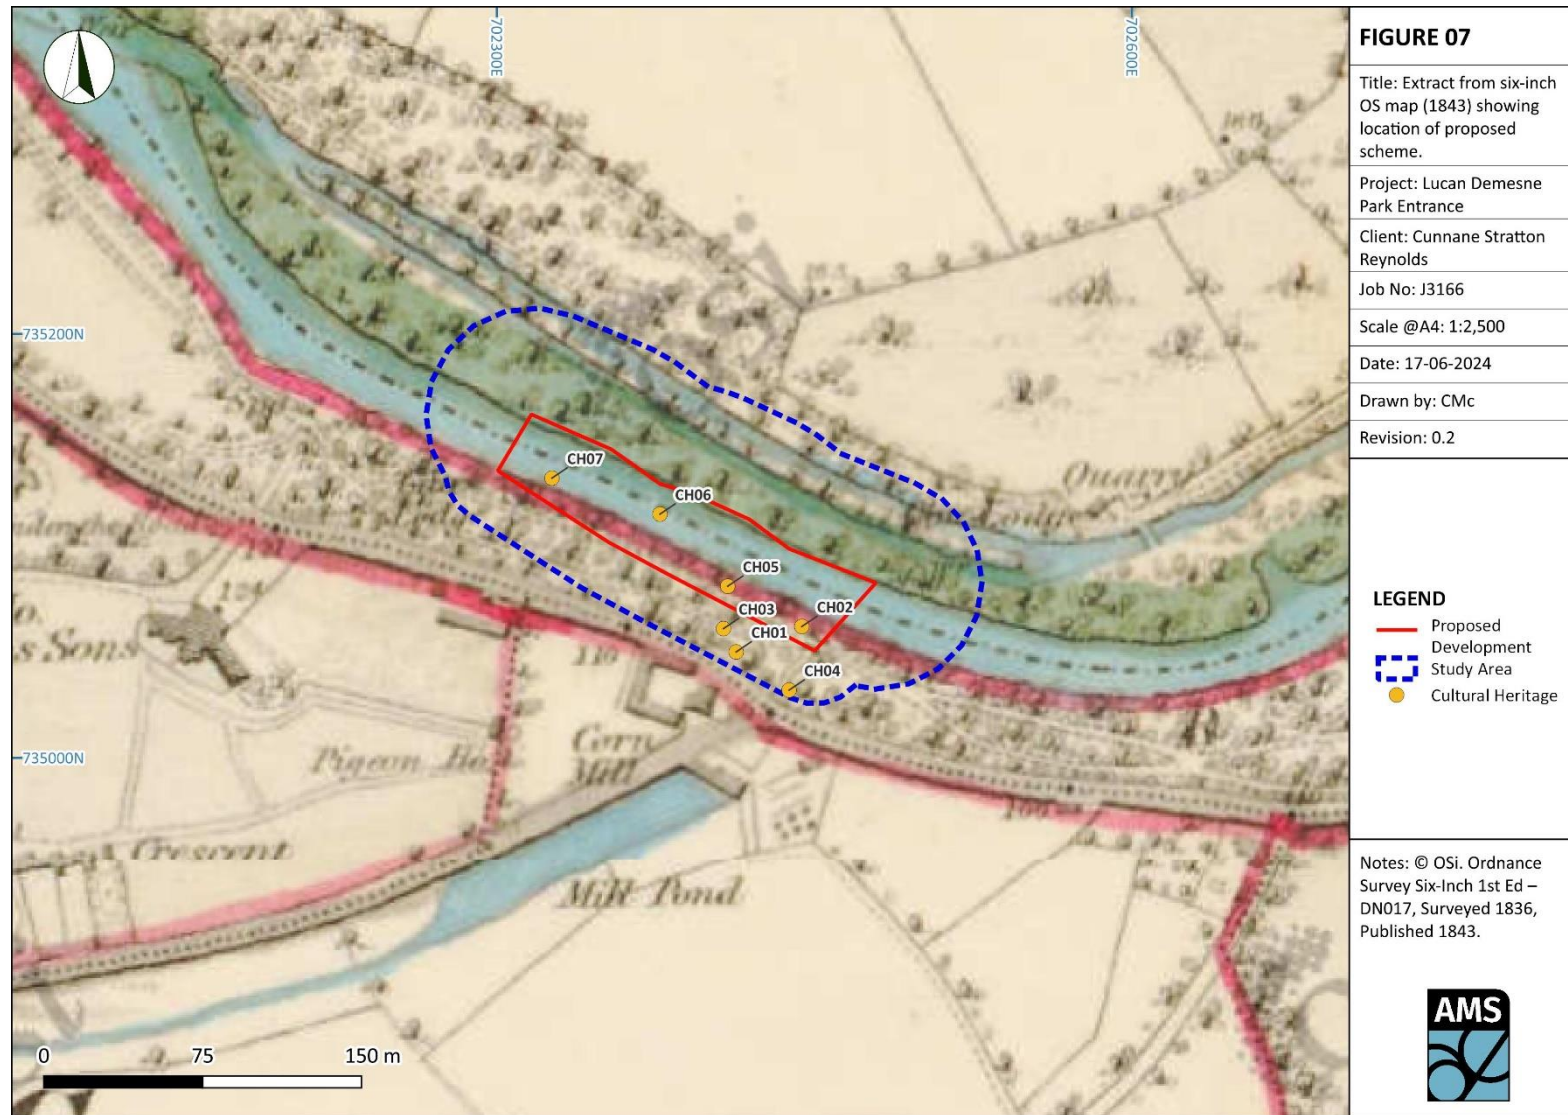 702300E
702600E
735200N
735000N
CH07
CH06
CH05
CH03
CH02
CH01
CH04
Quarry
s Sons
Pigeon Ho
Corn
Mill
Crescent
Mill Pond
0 75 150 m
FIGURE 07
Title: Extract from six-inch
OS map (1843) showing
location of proposed
scheme.
Project: Lucan Demesne
Park Entrance
Client: Cunnane Stratton
Reynolds
Job No: J3166
Scale @A4: 1:2,500
Date: 17-06-2024
Drawn by: CMc
Revision: 0.2
LEGEND
Proposed
Development
Study Area
Cultural Heritage
Notes: © OSi. Ordnance
Survey Six-Inch 1st Ed –
DN017, Surveyed 1836,
Published 1843.
AMS